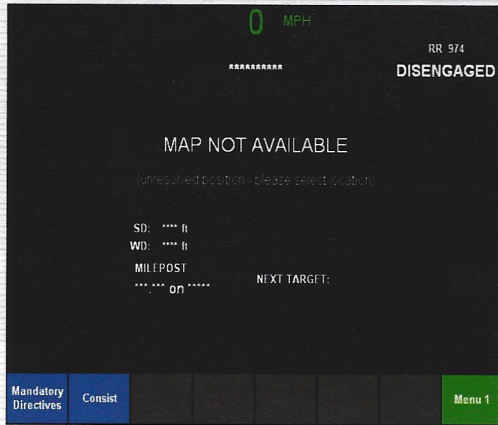 0 MPH
RR 974
**********
DISENGAGED
MAP NOT AVAILABLE
(unresolved position - please select location)
SD: **** ft
WD: **** ft
MILEPOST
NEXT TARGET:
***.*** on *****
Mandatory
Directives
Consist
Menu 1